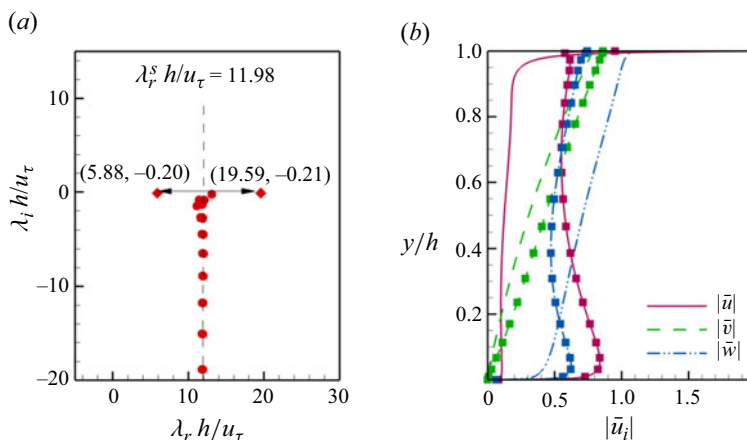 (a)
λ_r^s h/u_τ = 11.98
(5.88, −0.20)
(19.59, −0.21)
10
0
−10
−20
λ_i h/u_τ
0
10
20
30
λ_r h/u_τ
(b)
1.0
0.8
0.6
0.4
0.2
y/h
|ū|
|v̄|
|w̄|
0
0.5
1.0
1.5
|ū_i|